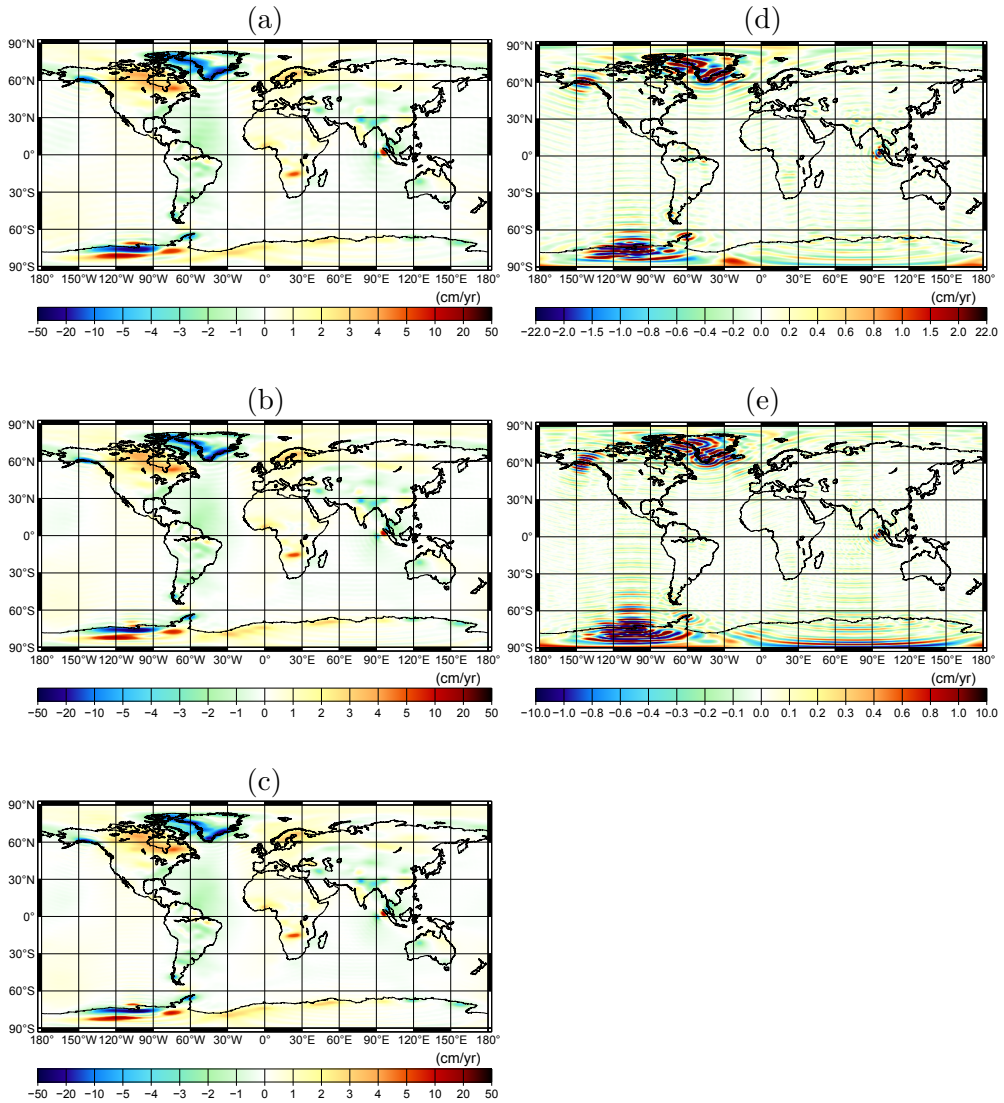 (a)
90°N
60°N
30°N
0°
30°S
60°S
90°S
180° 150°W 120°W 90°W 60°W 30°W 0° 30°E 60°E 90°E 120°E 150°E 180°
(cm/yr)
−50 −20 −10 −5 −4 −2 −1 0 1 2 3 4 5 10 20 50
(d)
90°N
60°N
30°N
0°
30°S
60°S
90°S
180° 150°W 120°W 90°W 60°W 30°W 0° 30°E 60°E 90°E 120°E 150°E 180°
(cm/yr)
−22.0 −2.0 −1.5 −1.0 −0.8 −0.6 −0.4 −0.2 0.0 0.4 0.6 0.8 1.0 1.5 2.0 22.0
(b)
90°N
60°N
30°N
0°
30°S
60°S
90°S
180° 150°W 120°W 90°W 60°W 30°W 0° 30°E 60°E 90°E 120°E 150°E 180°
(cm/yr)
−50 −20 −10 −5 −4 −2 −1 0 1 2 3 4 5 10 20 50
(e)
90°N
60°N
30°N
0°
30°S
60°S
90°S
180° 150°W 120°W 90°W 60°W 30°W 0° 30°E 60°E 90°E 120°E 150°E 180°
(cm/yr)
−10.0 −1.0 −0.8 −0.6 −0.4 −0.3 −0.2 −0.1 0.0 0.1 0.2 0.3 0.4 0.6 0.8 1.0 10.0
(c)
90°N
60°N
30°N
0°
30°S
60°S
90°S
180° 150°W 120°W 90°W 60°W 30°W 0° 30°E 60°E 90°E 120°E 150°E 180°
(cm/yr)
−50 −20 −10 −5 −4 −2 −1 0 1 2 3 4 5 10 20 50